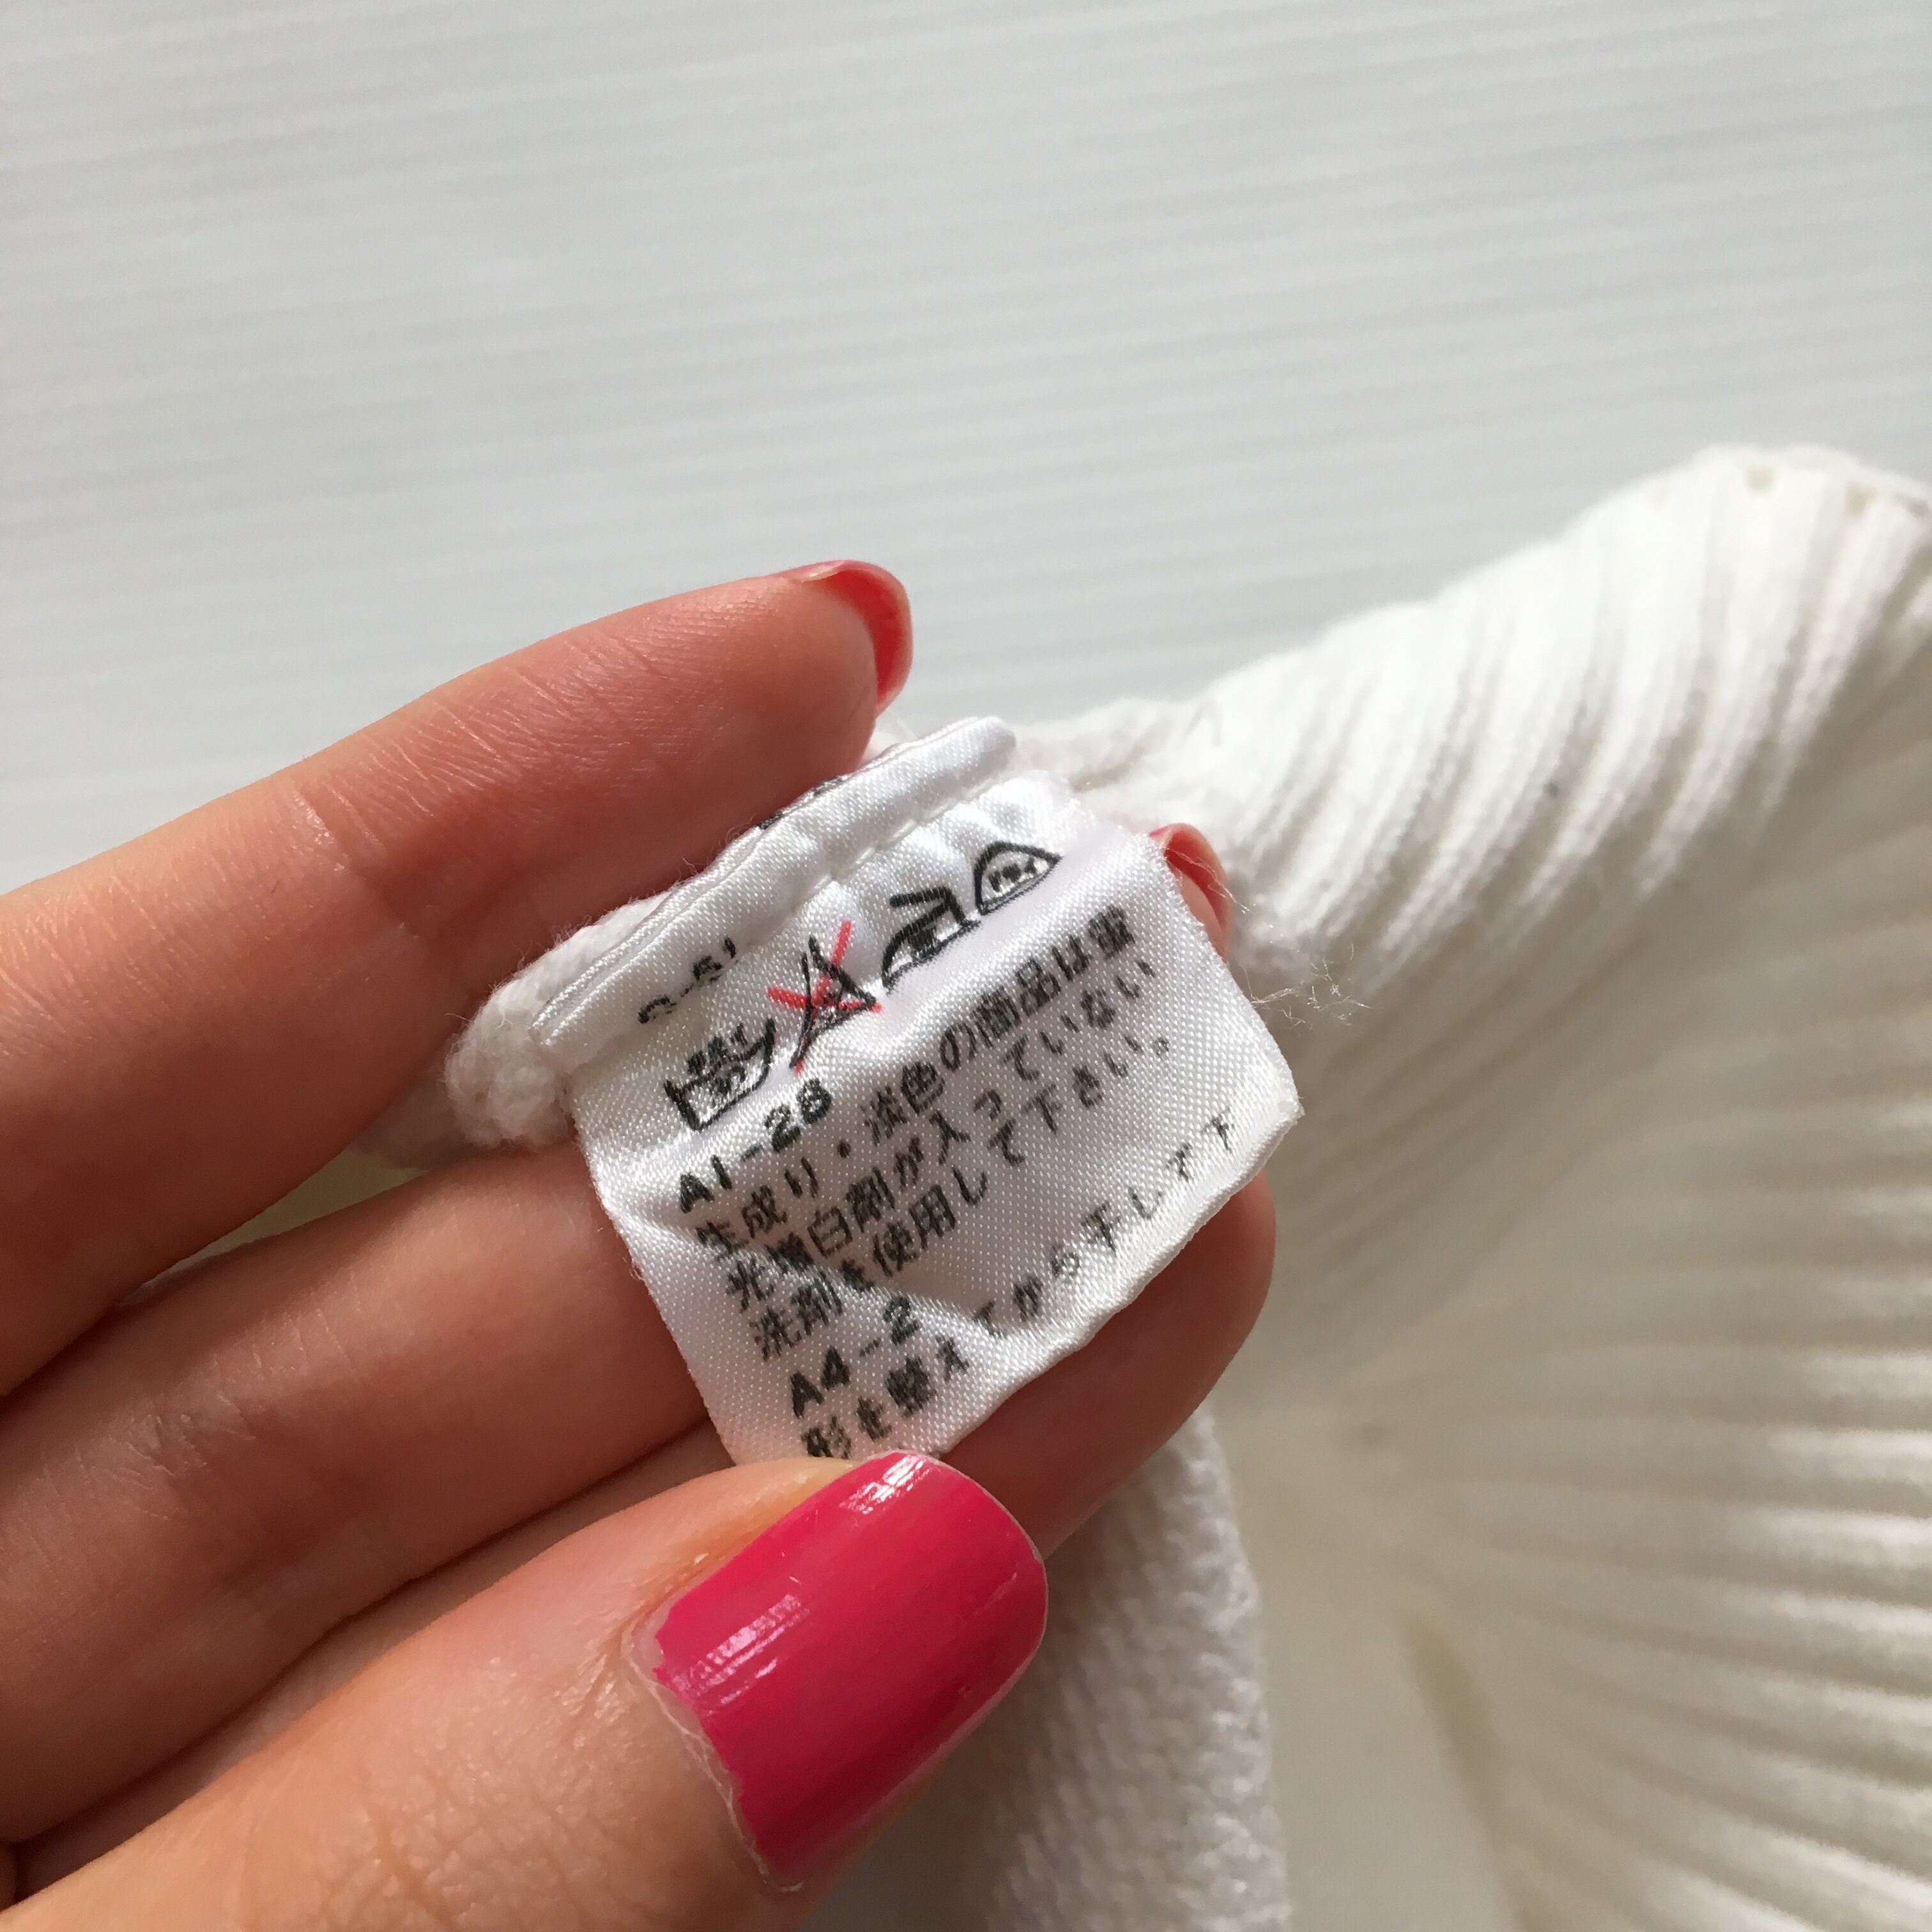 A1-26
生成り・淡色の商品は蛍
光増白剤が入っていない
洗剤を使用して下さい。
A4-2
形を整えてから干して下